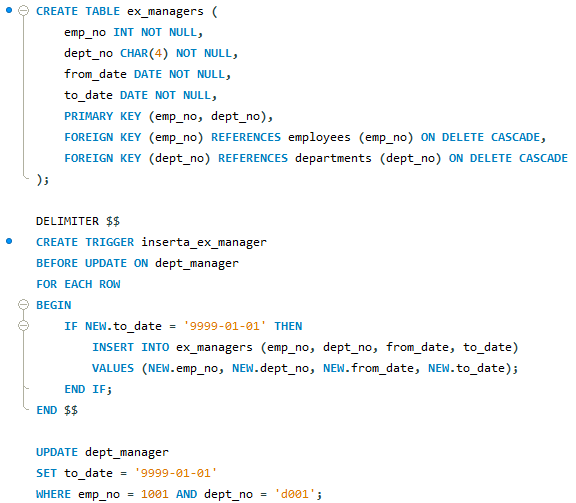 CREATE TABLE ex_managers (
emp_no INT NOT NULL,
dept_no CHAR(4) NOT NULL,
from_date DATE NOT NULL,
to_date DATE NOT NULL,
PRIMARY KEY (emp_no, dept_no),
FOREIGN KEY (emp_no) REFERENCES employees (emp_no) ON DELETE CASCADE,
FOREIGN KEY (dept_no) REFERENCES departments (dept_no) ON DELETE CASCADE
);
DELIMITER $$
CREATE TRIGGER inserta_ex_manager
BEFORE UPDATE ON dept_manager
FOR EACH ROW
BEGIN
IF NEW.to_date = '9999-01-01' THEN
INSERT INTO ex_managers (emp_no, dept_no, from_date, to_date)
VALUES (NEW.emp_no, NEW.dept_no, NEW.from_date, NEW.to_date);
END IF;
END $$
UPDATE dept_manager
SET to_date = '9999-01-01'
WHERE emp_no = 1001 AND dept_no = 'd001';